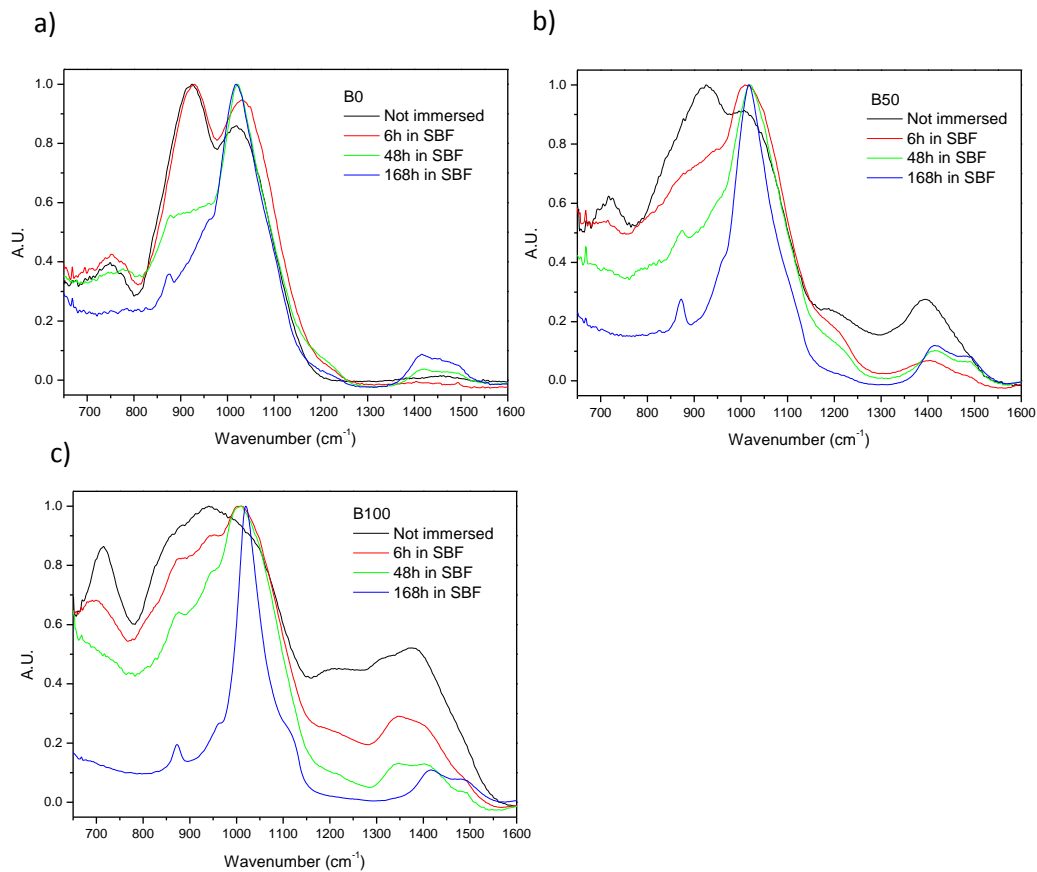 a)
B0
Not immersed
6h in SBF
48h in SBF
168h in SBF
A.U.
1.0
0.8
0.6
0.4
0.2
0.0
700 800 900 1000 1100 1200 1300 1400 1500 1600
Wavenumber (cm⁻¹)
b)
B50
Not immersed
6h in SBF
48h in SBF
168h in SBF
A.U.
1.0
0.8
0.6
0.4
0.2
0.0
700 800 900 1000 1100 1200 1300 1400 1500 1600
Wavenumber (cm⁻¹)
c)
B100
Not immersed
6h in SBF
48h in SBF
168h in SBF
A.U.
1.0
0.8
0.6
0.4
0.2
0.0
700 800 900 1000 1100 1200 1300 1400 1500 1600
Wavenumber (cm⁻¹)